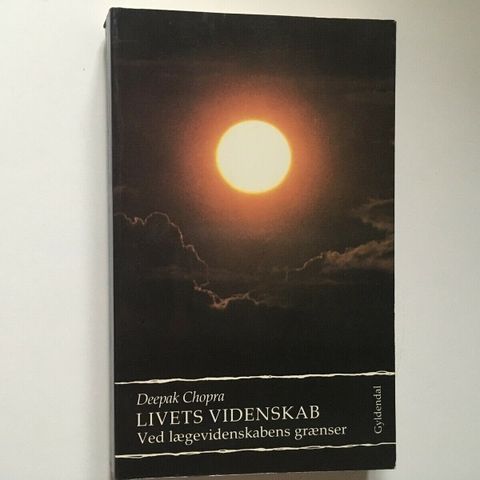 Deepak Chopra
LIVETS VIDENSKAB
Ved lægevidenskabens grænser
Gyldendal